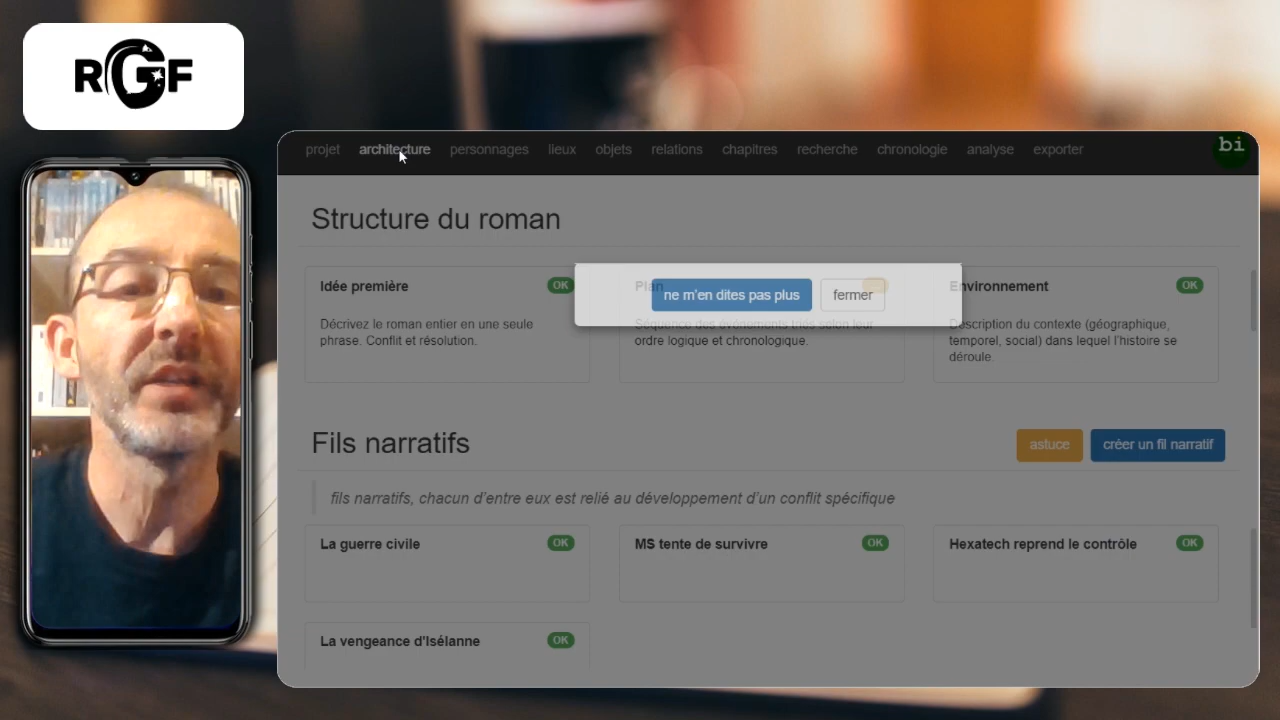 RGF
projet architecture personnages lieux objets relations chapitres recherche chronologie analyse exporter bi
Structure du roman
Idée première OK
Décrivez le roman entier en une seule
phrase. Conflit et résolution.
Plan
Séquence des événements triés selon leur
ordre logique et chronologique.
ne m'en dites pas plus fermer
Environnement OK
Description du contexte (géographique,
temporel, social) dans lequel l'histoire se
déroule.
Fils narratifs astuce créer un fil narratif
fils narratifs, chacun d'entre eux est relié au développement d'un conflit spécifique
La guerre civile OK
MS tente de survivre OK
Hexatech reprend le contrôle OK
La vengeance d'Isélanne OK